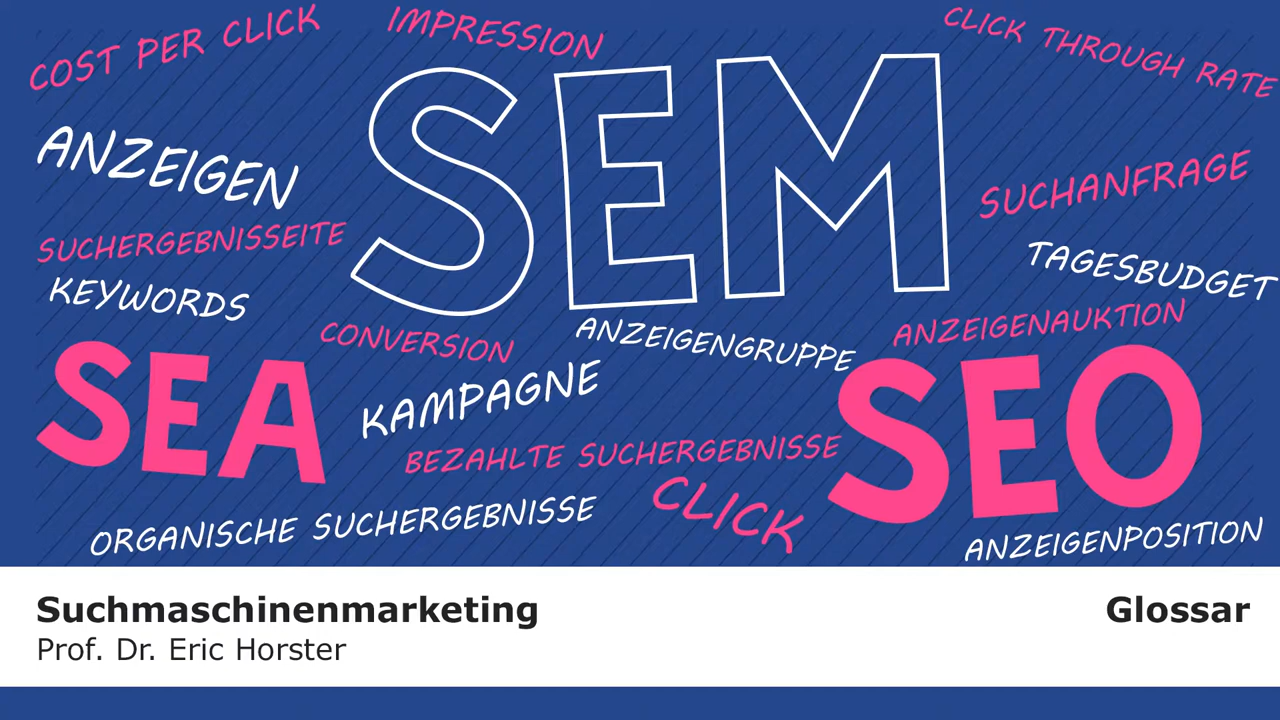 COST PER CLICK
IMPRESSION
CLICK THROUGH RATE
SEM
ANZEIGEN
SUCHANFRAGE
SUCHERGEBNISSEITE
TAGESBUDGET
KEYWORDS
CONVERSION
ANZEIGENGRUPPE
ANZEIGENAUKTION
SEA
KAMPAGNE
SEO
BEZAHLTE SUCHERGEBNISSE
CLICK
ORGANISCHE SUCHERGEBNISSE
ANZEIGENPOSITION
Suchmaschinenmarketing
Glossar
Prof. Dr. Eric Horster